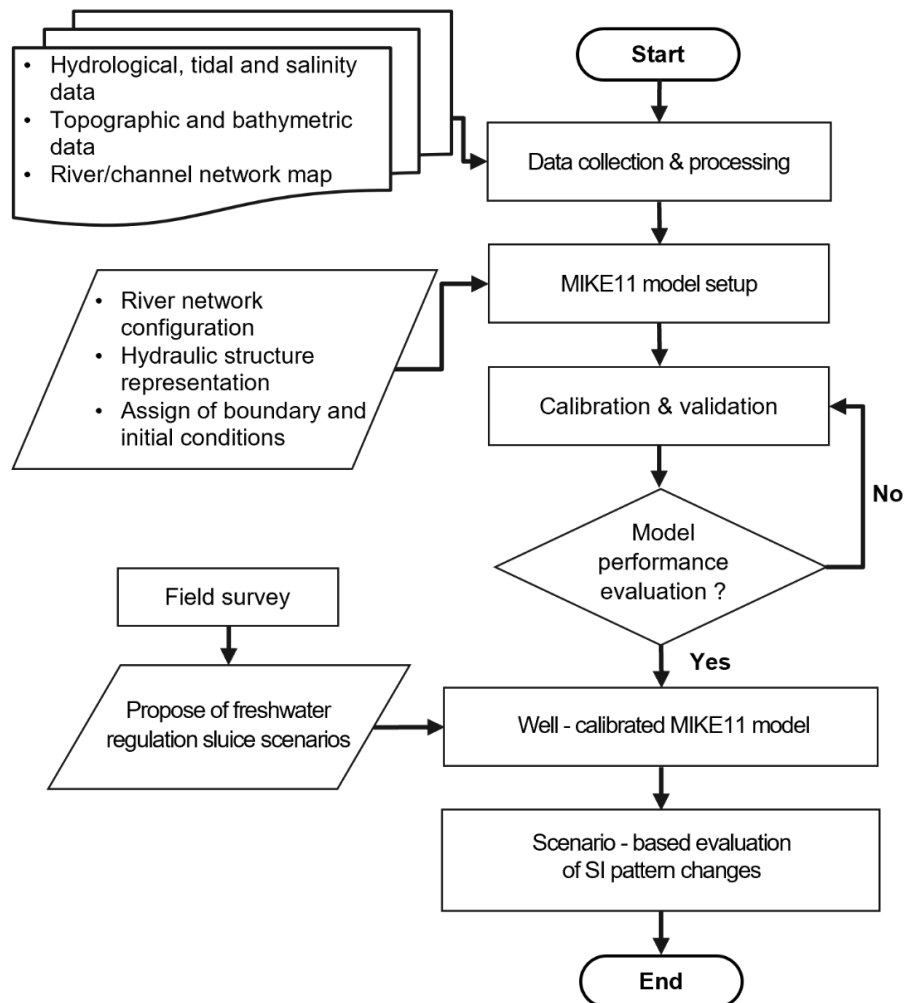 Start
• Hydrological, tidal and salinity
data
• Topographic and bathymetric
data
• River/channel network map
Data collection & processing
MIKE11 model setup
• River network
configuration
• Hydraulic structure
representation
• Assign of boundary and
initial conditions
Calibration & validation
No
Model
performance
evaluation ?
Yes
Field survey
Propose of freshwater
regulation sluice scenarios
Well - calibrated MIKE11 model
Scenario - based evaluation
of SI pattern changes
End